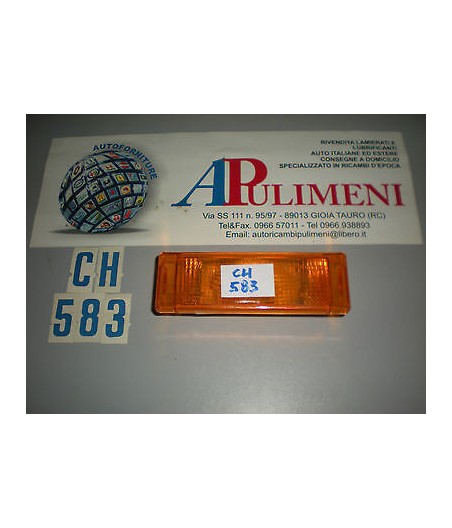 AUTOFORNITURE
APULIMENI
RIVENDITA LAMIERATI E
LUBRIFICANTI
AUTO ITALIANE ED ESTERE
CONSEGNE A DOMICILIO
SPECIALIZZATO IN RICAMBI D'EPOCA
Via SS 111 n. 95/97 - 89013 GIOIA TAURO (RC)
Tel&Fax. 0966 57011 - Tel 0966 938893
Email: autoricambipulimeni@libero.it
CH
583
CH
583